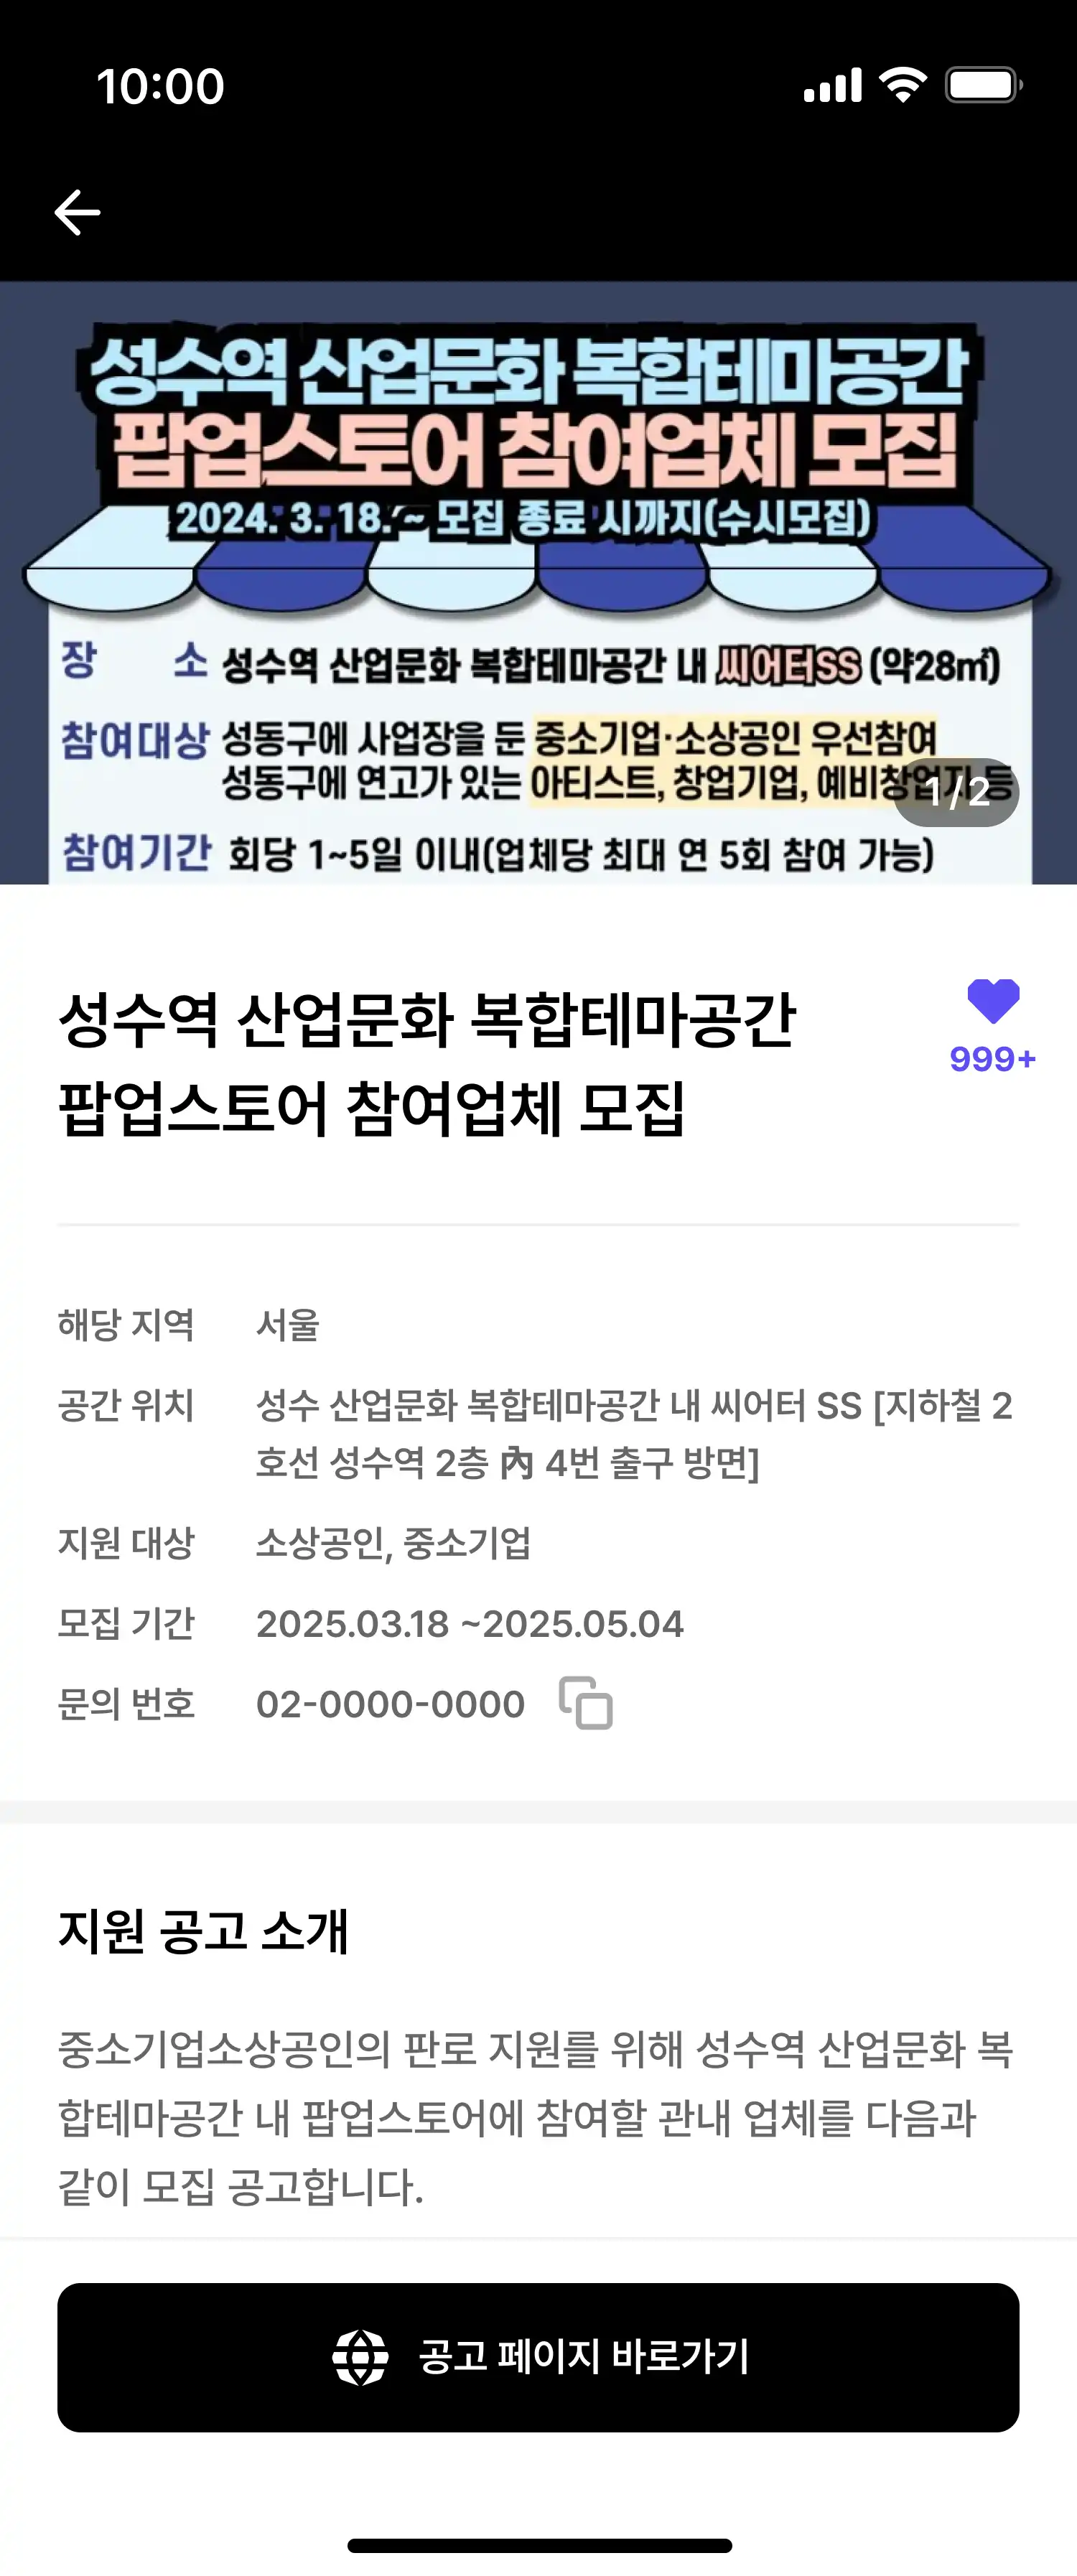 10:00
성수역 산업문화 복합테마공간
팝업스토어 참여업체 모집
2024. 3. 18. ~ 모집 종료 시까지(수시모집)
장 소 성수역 산업문화 복합테마공간 내 씨어터SS (약28㎡)
참여대상 성동구에 사업장을 둔 중소기업·소상공인 우선참여
성동구에 연고가 있는 아티스트, 창업기업, 예비창업자 등
1/2
참여기간 회당 1~5일 이내(업체당 최대 연 5회 참여 가능)
성수역 산업문화 복합테마공간
팝업스토어 참여업체 모집
999+
해당 지역 서울
공간 위치 성수 산업문화 복합테마공간 내 씨어터 SS [지하철 2
호선 성수역 2층 內 4번 출구 방면]
지원 대상 소상공인, 중소기업
모집 기간 2025.03.18 ~2025.05.04
문의 번호 02-0000-0000
지원 공고 소개
중소기업소상공인의 판로 지원를 위해 성수역 산업문화 복
합테마공간 내 팝업스토어에 참여할 관내 업체를 다음과
같이 모집 공고합니다.
공고 페이지 바로가기